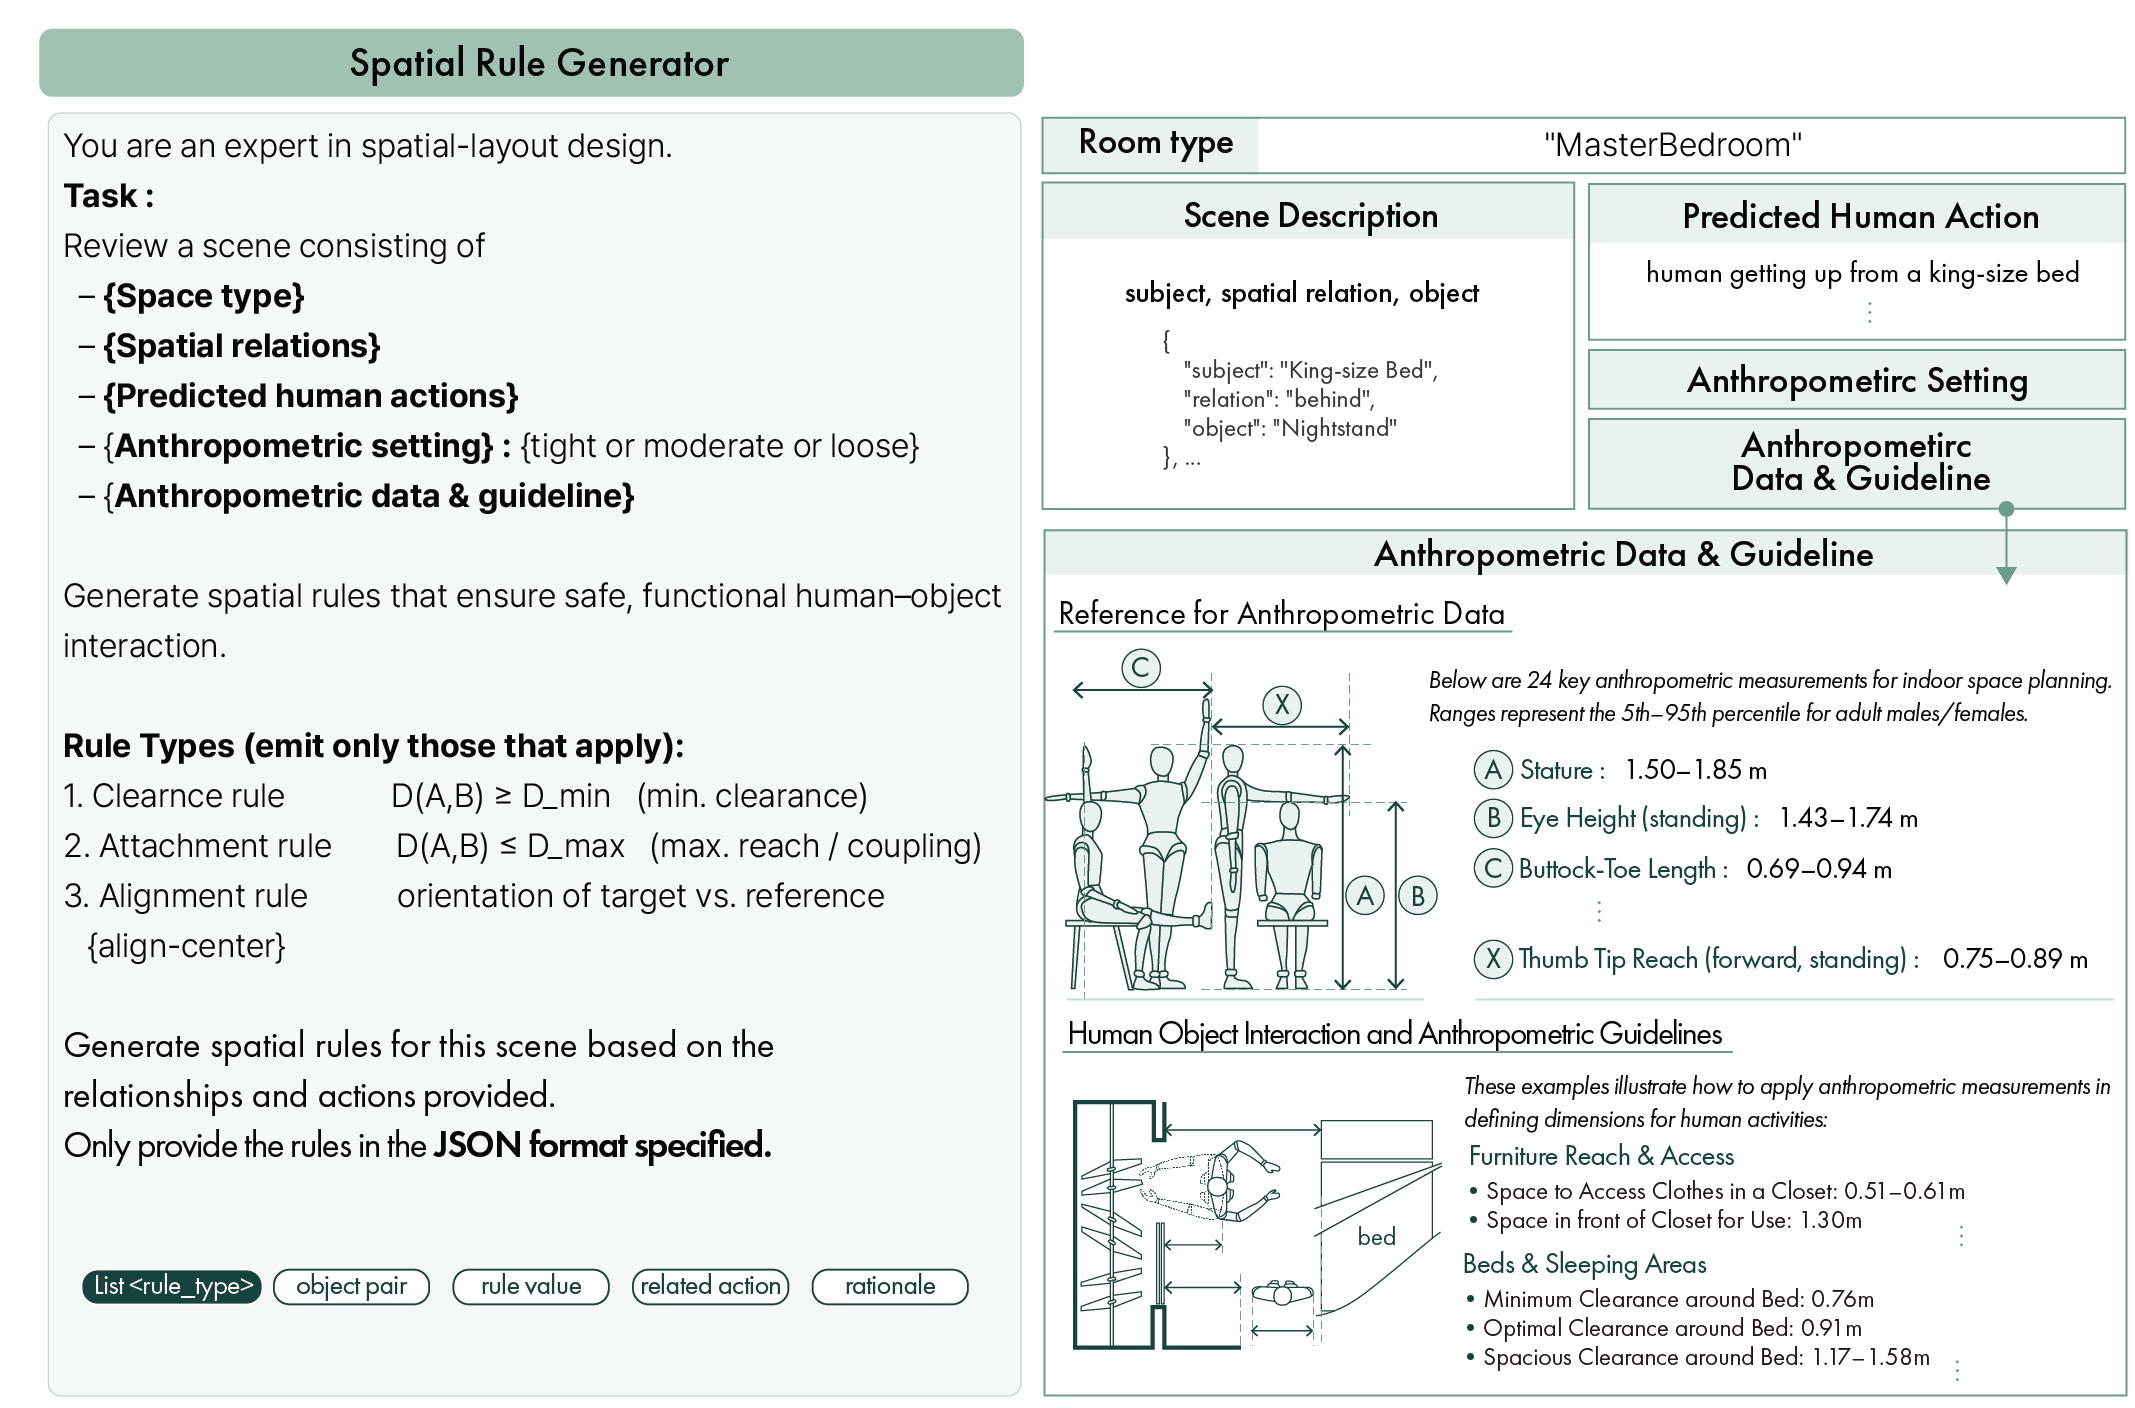 Spatial Rule Generator
You are an expert in spatial-layout design.
Task :
Review a scene consisting of
– {Space type}
– {Spatial relations}
– {Predicted human actions}
– {Anthropometric setting} : {tight or moderate or loose}
– {Anthropometric data & guideline}
Generate spatial rules that ensure safe, functional human–object
interaction.
Rule Types (emit only those that apply):
1. Clearnce rule D(A,B) ≥ D_min (min. clearance)
2. Attachment rule D(A,B) ≤ D_max (max. reach / coupling)
3. Alignment rule orientation of target vs. reference
{align-center}
Generate spatial rules for this scene based on the
relationships and actions provided.
Only provide the rules in the JSON format specified.
List <rule_type> object pair rule value related action rationale
Room type "MasterBedroom"
Scene Description
subject, spatial relation, object
{
"subject": "King-size Bed",
"relation": "behind",
"object": "Nightstand"
}, ...
Predicted Human Action
human getting up from a king-size bed
⋮
Anthropometirc Setting
Anthropometirc
Data & Guideline
Anthropometric Data & Guideline
Reference for Anthropometric Data
C
X
A
B
Below are 24 key anthropometric measurements for indoor space planning.
Ranges represent the 5th–95th percentile for adult males/females.
A Stature : 1.50–1.85 m
B Eye Height (standing) : 1.43–1.74 m
C Buttock-Toe Length : 0.69–0.94 m
⋮
X Thumb Tip Reach (forward, standing) : 0.75–0.89 m
Human Object Interaction and Anthropometric Guidelines
bed
These examples illustrate how to apply anthropometric measurements in
defining dimensions for human activities:
Furniture Reach & Access
• Space to Access Clothes in a Closet: 0.51–0.61m
• Space in front of Closet for Use: 1.30m
⋮
Beds & Sleeping Areas
• Minimum Clearance around Bed: 0.76m
• Optimal Clearance around Bed: 0.91m
• Spacious Clearance around Bed: 1.17–1.58m
⋮